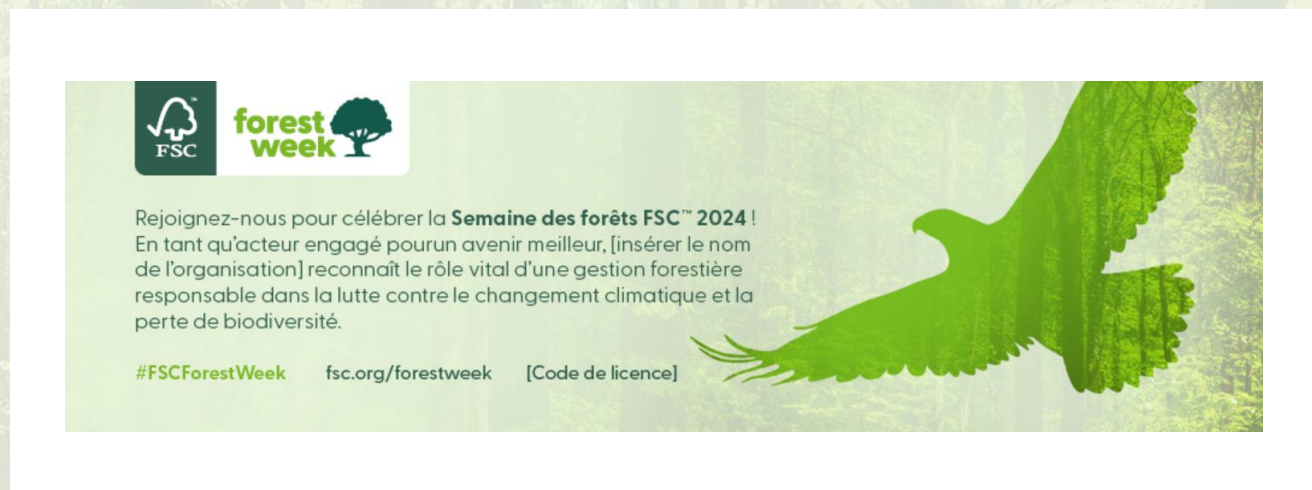 FSC™
forest
week
Rejoignez-nous pour célébrer la Semaine des forêts FSC™ 2024 !
En tant qu'acteur engagé pourun avenir meilleur, [insérer le nom
de l'organisation] reconnaît le rôle vital d'une gestion forestière
responsable dans la lutte contre le changement climatique et la
perte de biodiversité.
#FSCForestWeek fsc.org/forestweek [Code de licence]